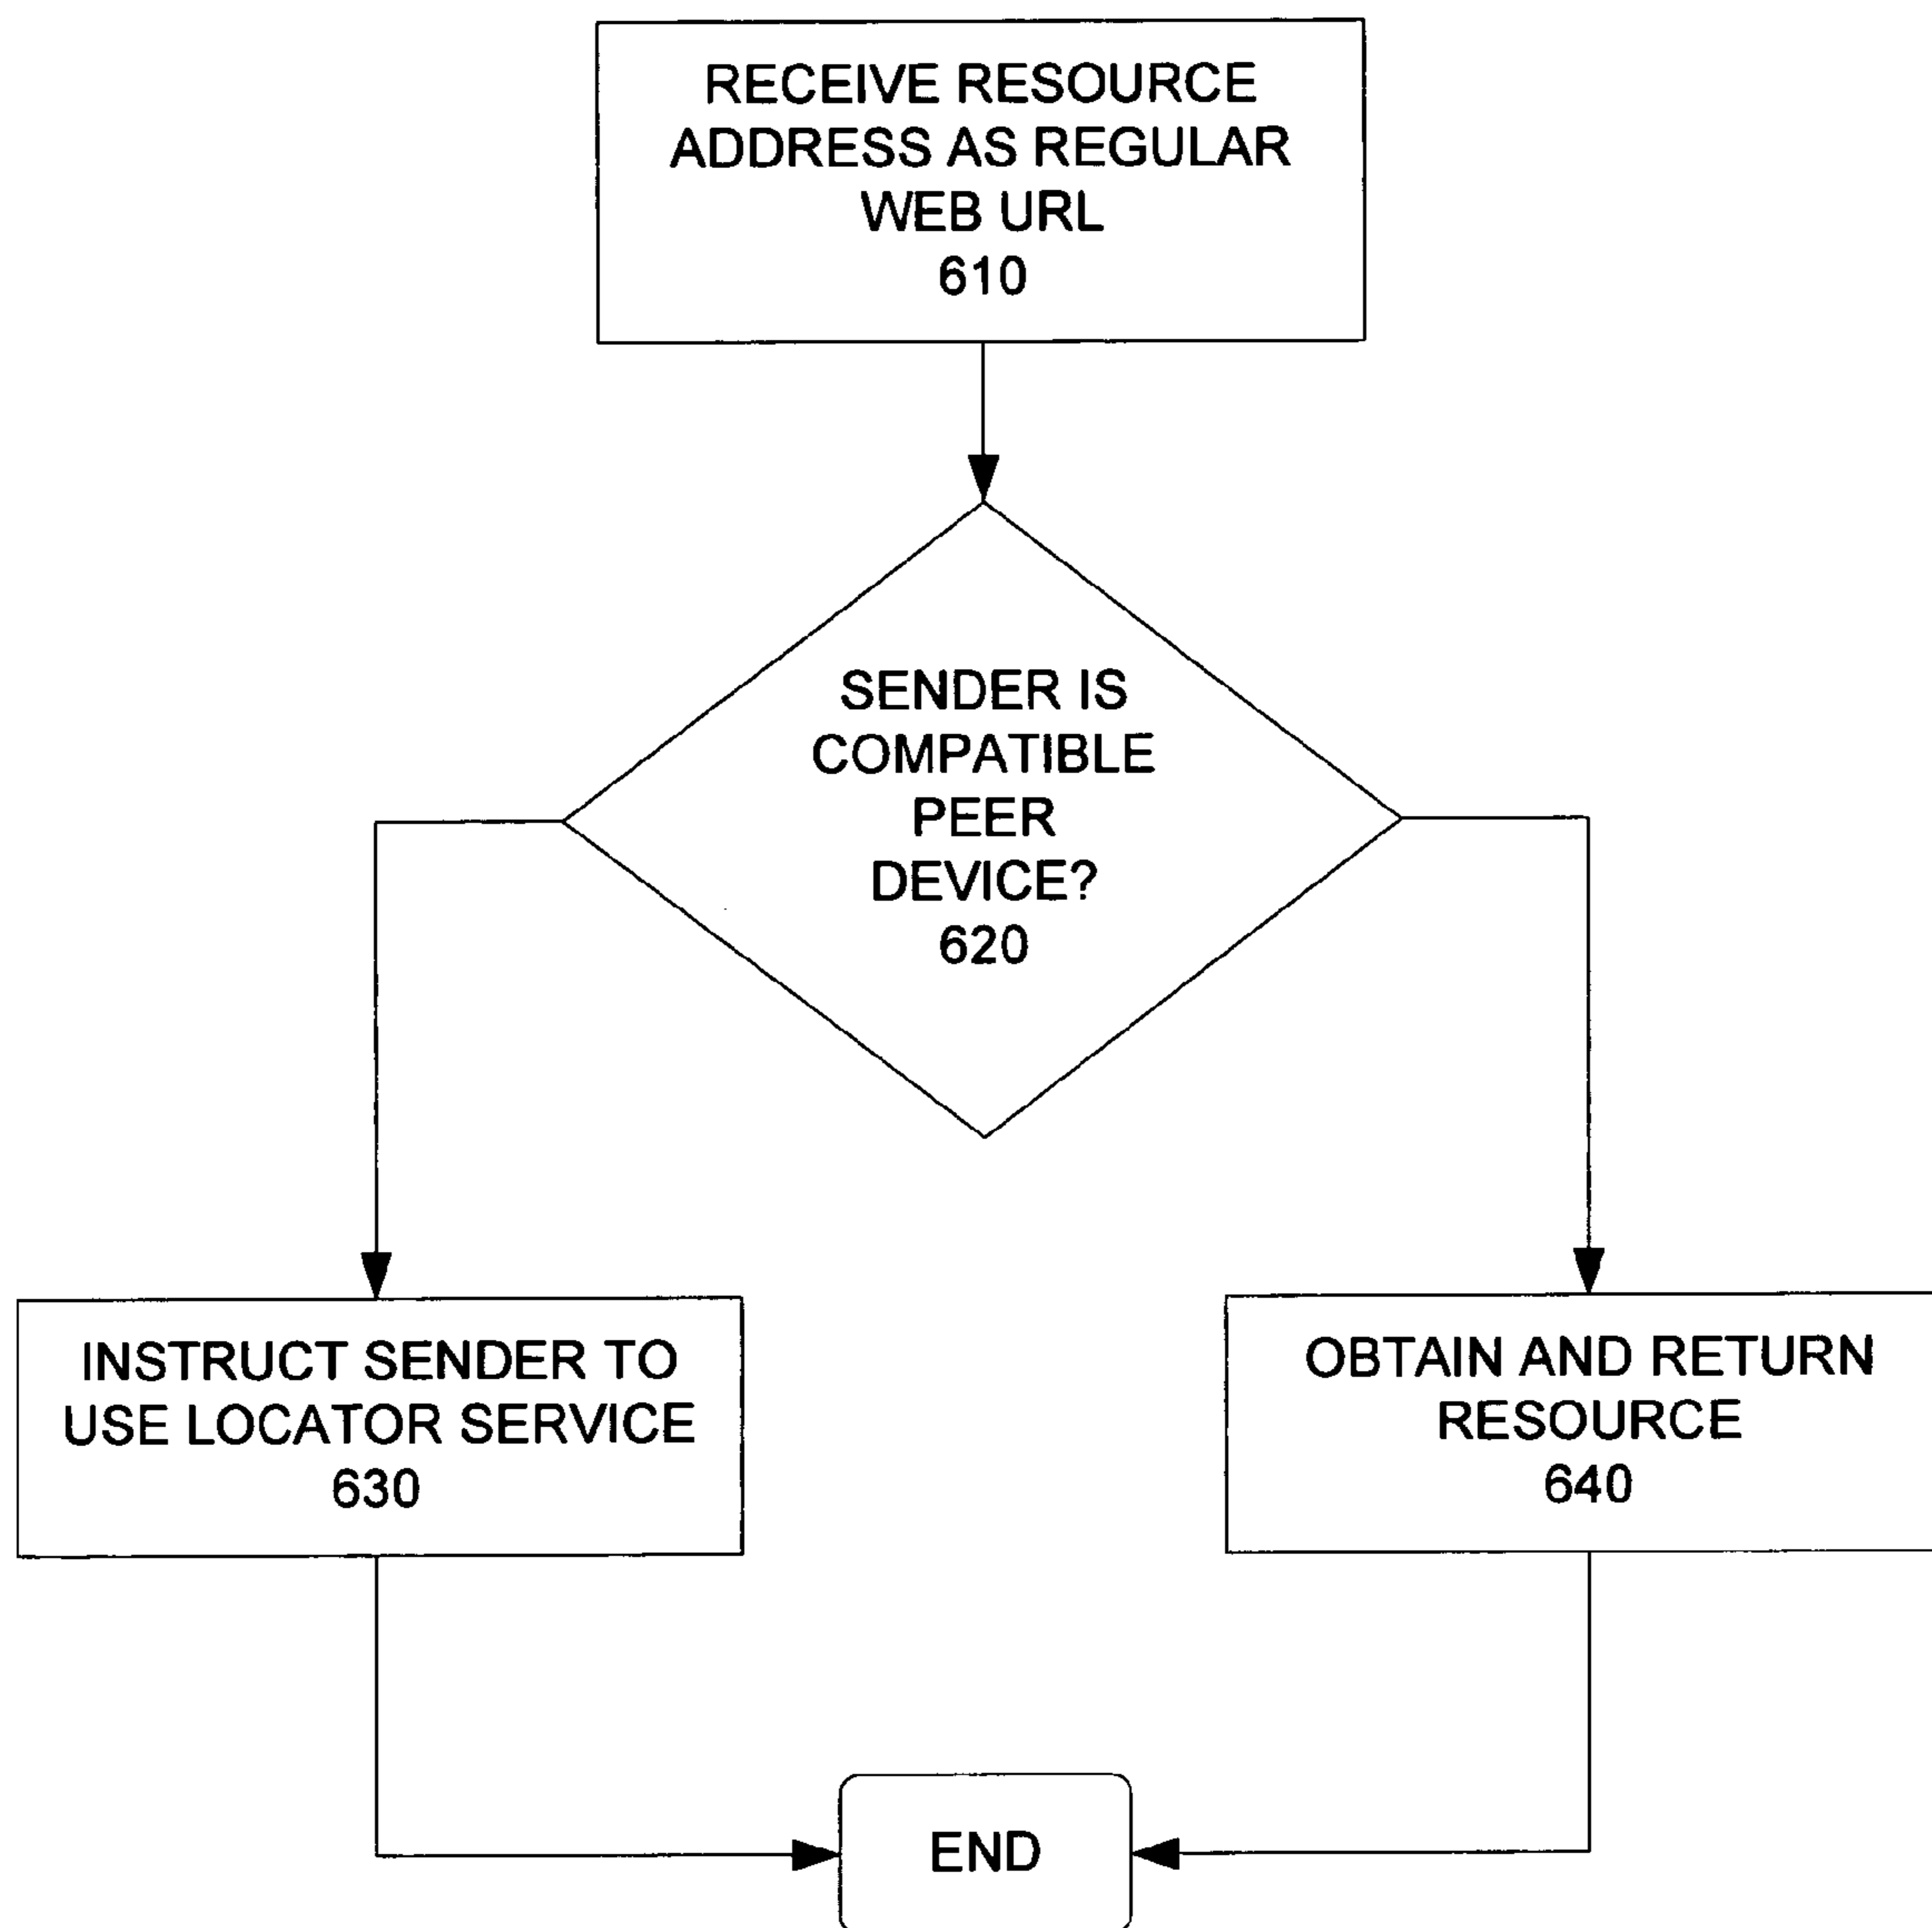 RECEIVE RESOURCE
ADDRESS AS REGULAR
WEB URL
610
SENDER IS
COMPATIBLE
PEER
DEVICE?
620
INSTRUCT SENDER TO
USE LOCATOR SERVICE
630
OBTAIN AND RETURN
RESOURCE
640
END